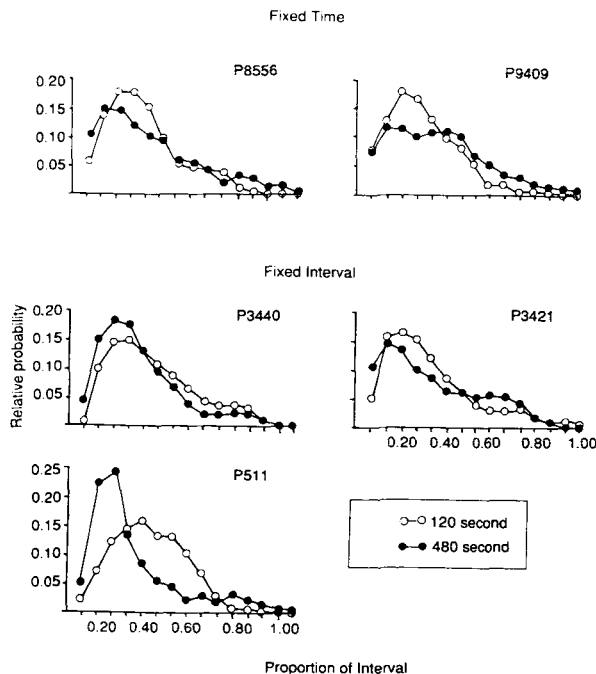 Fixed Time
P8556
P9409
0.20
0.15
0.10
0.05
Fixed Interval
Relative probability
P3440
P3421
0.20
0.15
0.10
0.05
0.20 0.40 0.60 0.80 1.00
P511
0.25
0.20
0.15
0.10
0.05
0.20 0.40 0.60 0.80 1.00
120 second
480 second
Proportion of Interval